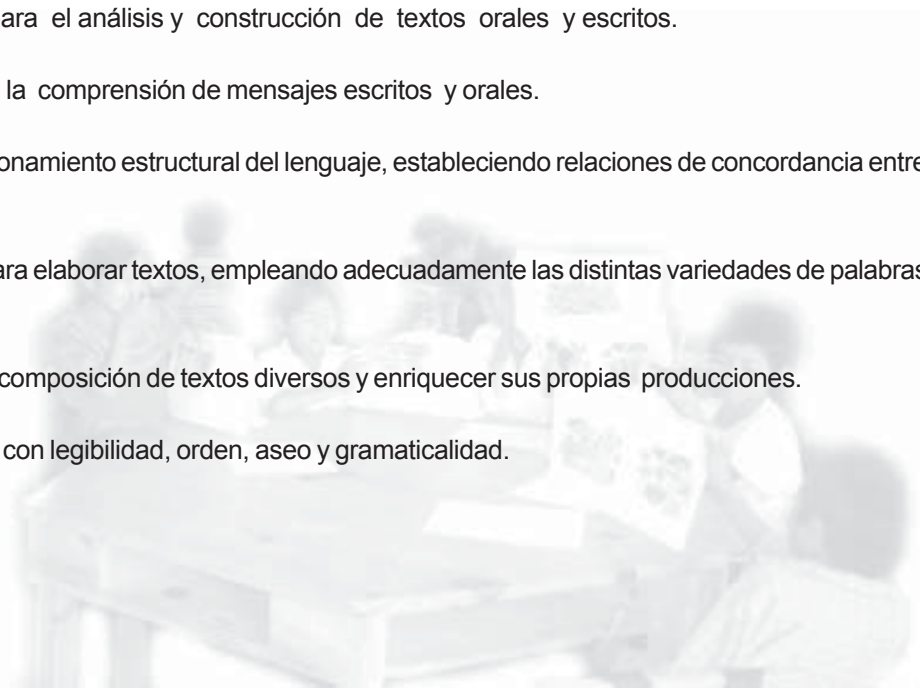 ara el análisis y construcción de textos orales y escritos.
la comprensión de mensajes escritos y orales.
onamiento estructural del lenguaje, estableciendo relaciones de concordancia entre
ara elaborar textos, empleando adecuadamente las distintas variedades de palabras
composición de textos diversos y enriquecer sus propias producciones.
con legibilidad, orden, aseo y gramaticalidad.